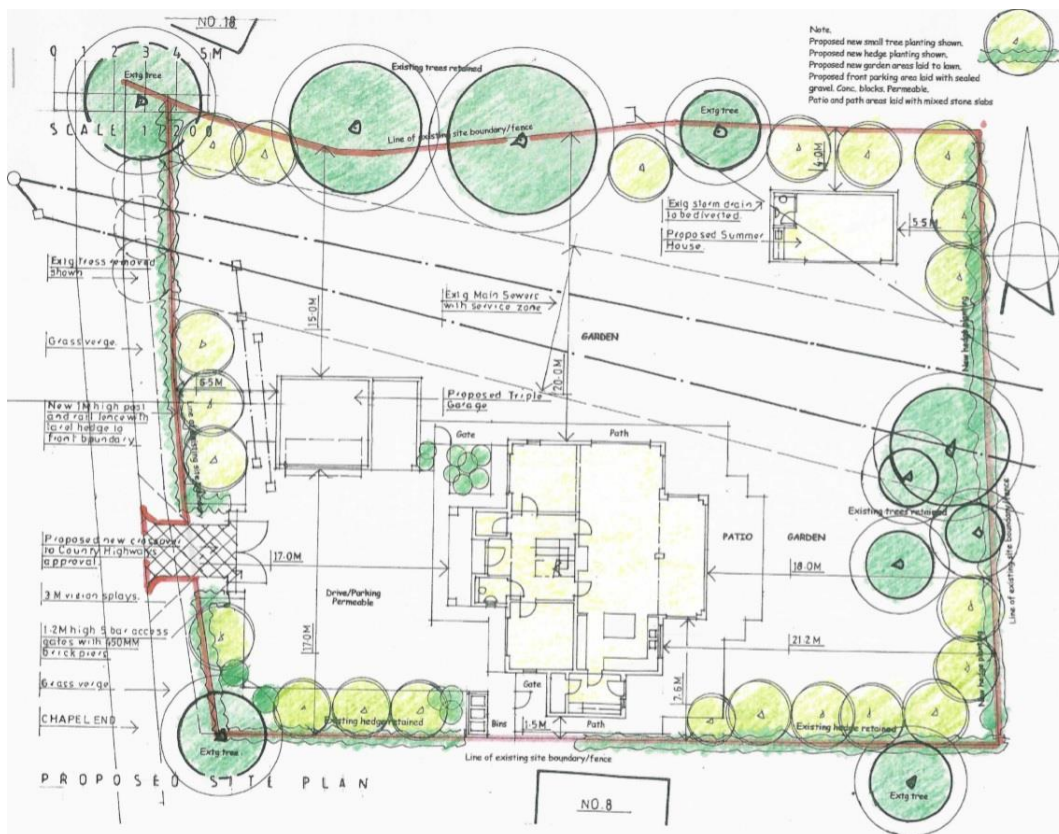 NO.18
0 1 2 3 4 5M
SCALE 1:200
Extg tree
Existing trees retained
Line of existing site boundary/fence
Extg tree
Note.
Proposed new small tree planting shown.
Proposed new hedge planting shown.
Proposed new garden areas laid to lawn.
Proposed front parking area laid with sealed
gravel. Conc. blocks. Permeable.
Patio and path areas laid with mixed stone slabs
4.0M
15.0M
20.0M
5.5M
Extg storm drain
to be diverted.
Proposed Summer
House.
Extg trees removed
shown
Extg Main Sewers
with service zone
GARDEN
New hedge planting
Grass verge.
6.5M
Proposed Triple
Garage
New 1M high post
and rail fence with
laurel hedge to
front boundary
Gate
Path
Existing trees retained
Line of existing site boundary/fence
Proposed new crossover
to County Highways
approval.
17.0M
PATIO
GARDEN
18.0M
Drive/Parking
Permeable
3M vision splays.
1.2M high 5 bar access
gates with 450MM
brick piers
17.0M
21.2M
7.6M
New hedge planting
Grass verge
Gate
CHAPEL END
Existing hedge retained
Bins
1.5M
Path
Existing hedge retained
Extg tree
Line of existing site boundary/fence
PROPOSED SITE PLAN
NO.8
Extg tree